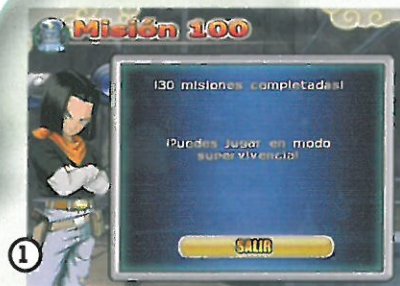 Misión 100
¡30 misiones completadas!
¡Puedes jugar en modo
supervivencia!
SALIR
1